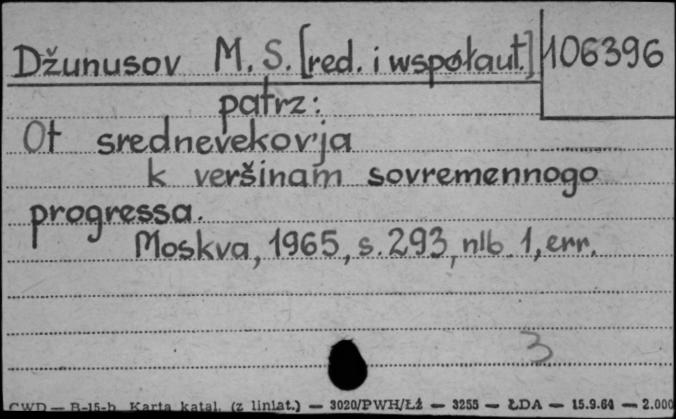 Džunusov M. S. [red. i współaut.] 106396
patrz:
Ot srednevekov'ja
k veršinam sovremennogo
progressa.
Moskva, 1965, s. 293, nlb. 1, err.
3
CWD — B-15-b Karta katal. (z liniat.) — 3020/PWH/Łź — 3255 — ŁDA — 15.9.64 — 2.000